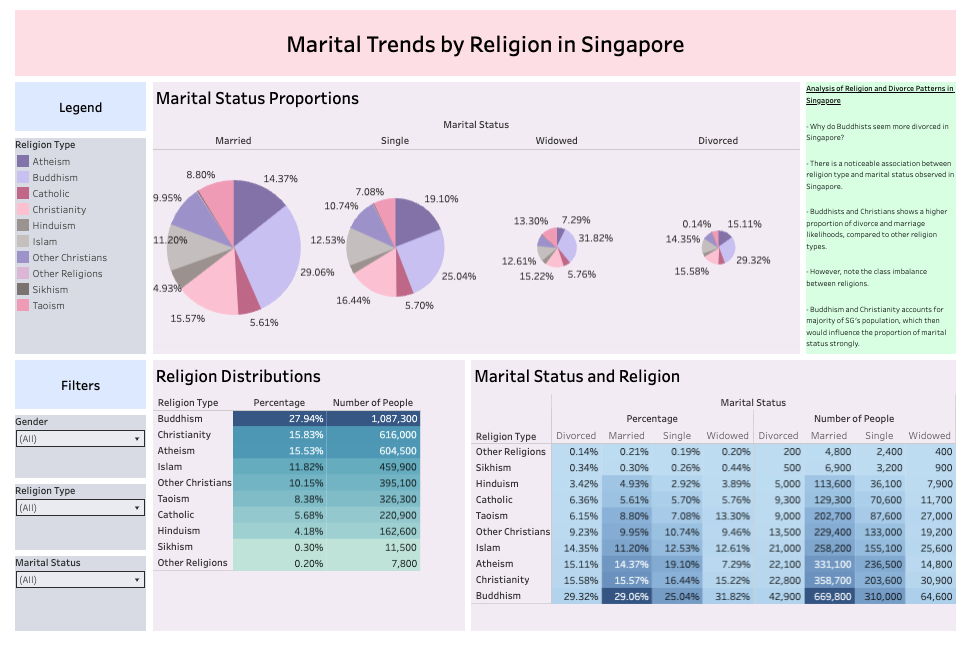 Marital Trends by Religion in Singapore
Legend
Religion Type
Atheism
Buddhism
Catholic
Christianity
Hinduism
Islam
Other Christians
Other Religions
Sikhism
Taoism
Marital Status Proportions
Marital Status
Married Single Widowed Divorced
8.80% 14.37%
9.95%
11.20%
4.93%
29.06%
15.57% 5.61%
7.08% 19.10%
10.74%
12.53%
25.04%
16.44% 5.70%
13.30% 7.29%
31.82%
12.61%
15.22% 5.76%
0.14% 15.11%
14.35%
29.32%
15.58%
Analysis of Religion and Divorce Patterns in
Singapore
- Why do Buddhists seem more divorced in
Singapore?
- There is a noticeable association between
religion type and marital status observed in
Singapore.
- Buddhists and Christians shows a higher
proportion of divorce and marriage
likelihoods, compared to other religion
types.
- However, note the class imbalance
between religions.
- Buddhism and Christianity accounts for
majority of SG's population, which then
would influence the proportion of marital
status strongly.
Filters
Gender
(All)
Religion Type
(All)
Marital Status
(All)
Religion Distributions
Religion Type Percentage Number of People
Buddhism 27.94% 1,087,300
Christianity 15.83% 616,000
Atheism 15.53% 604,500
Islam 11.82% 459,900
Other Christians 10.15% 395,100
Taoism 8.38% 326,300
Catholic 5.68% 220,900
Hinduism 4.18% 162,600
Sikhism 0.30% 11,500
Other Religions 0.20% 7,800
Marital Status and Religion
Marital Status
Percentage Number of People
Religion Type Divorced Married Single Widowed Divorced Married Single Widowed
Other Religions 0.14% 0.21% 0.19% 0.20% 200 4,800 2,400 400
Sikhism 0.34% 0.30% 0.26% 0.44% 500 6,900 3,200 900
Hinduism 3.42% 4.93% 2.92% 3.89% 5,000 113,600 36,100 7,900
Catholic 6.36% 5.61% 5.70% 5.76% 9,300 129,300 70,600 11,700
Taoism 6.15% 8.80% 7.08% 13.30% 9,000 202,700 87,600 27,000
Other Christians 9.23% 9.95% 10.74% 9.46% 13,500 229,400 133,000 19,200
Islam 14.35% 11.20% 12.53% 12.61% 21,000 258,200 155,100 25,600
Atheism 15.11% 14.37% 19.10% 7.29% 22,100 331,100 236,500 14,800
Christianity 15.58% 15.57% 16.44% 15.22% 22,800 358,700 203,600 30,900
Buddhism 29.32% 29.06% 25.04% 31.82% 42,900 669,800 310,000 64,600